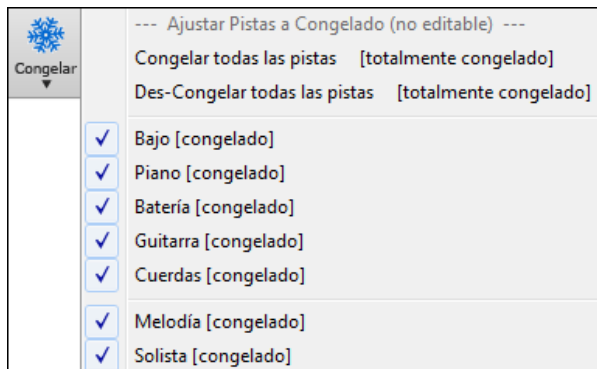 Congelar
--- Ajustar Pistas a Congelado (no editable) ---
Congelar todas las pistas [totalmente congelado]
Des-Congelar todas las pistas [totalmente congelado]
Bajo [congelado]
Piano [congelado]
Batería [congelado]
Guitarra [congelado]
Cuerdas [congelado]
Melodía [congelado]
Solista [congelado]